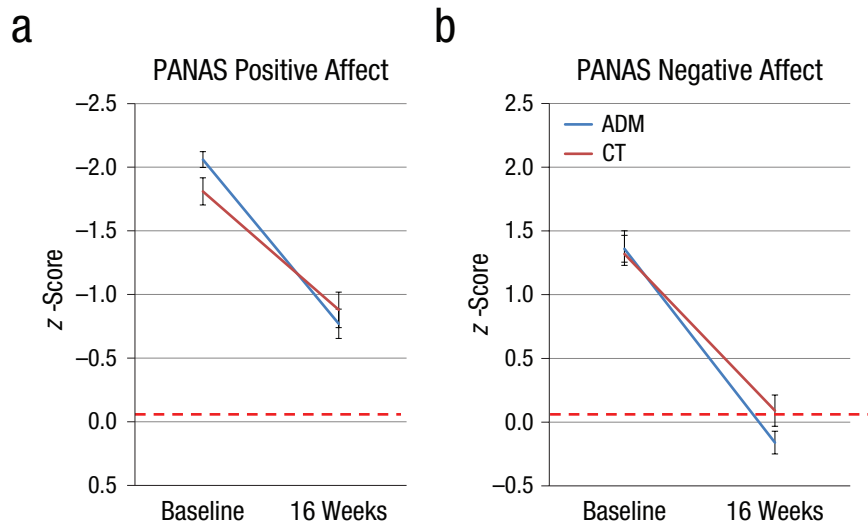 a
PANAS Positive Affect
–2.5
–2.0
–1.5
–1.0
–0.5
0.0
0.5
z -Score
Baseline
16 Weeks
b
PANAS Negative Affect
2.5
2.0
1.5
1.0
0.5
0.0
–0.5
z -Score
ADM
CT
Baseline
16 Weeks